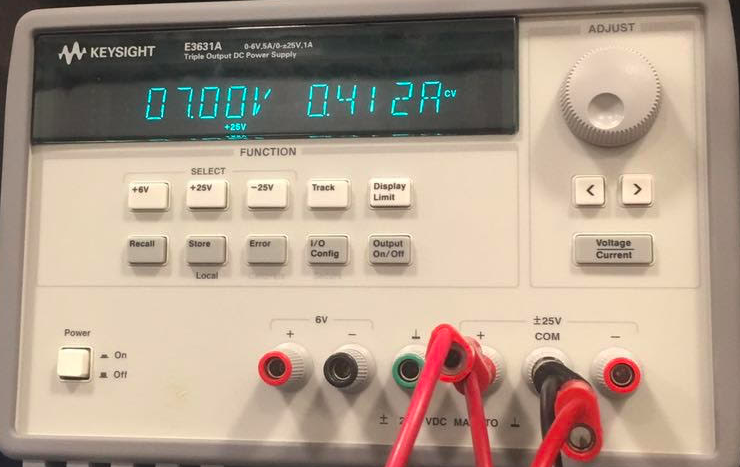 ADJUST
KEYSIGHT
E3631A 0-6V,5A/0-±25V,1A
Triple Output DC Power Supply
07.00V 0.412A CV
+25V
FUNCTION
SELECT
+6V +25V -25V Track Display
Limit
< >
Recall Store Error I/O
Config Output
On/Off
Voltage
Current
Local
Power
On
Off
6V
+ -
±25V
+ COM -
± 2 VDC MA TO